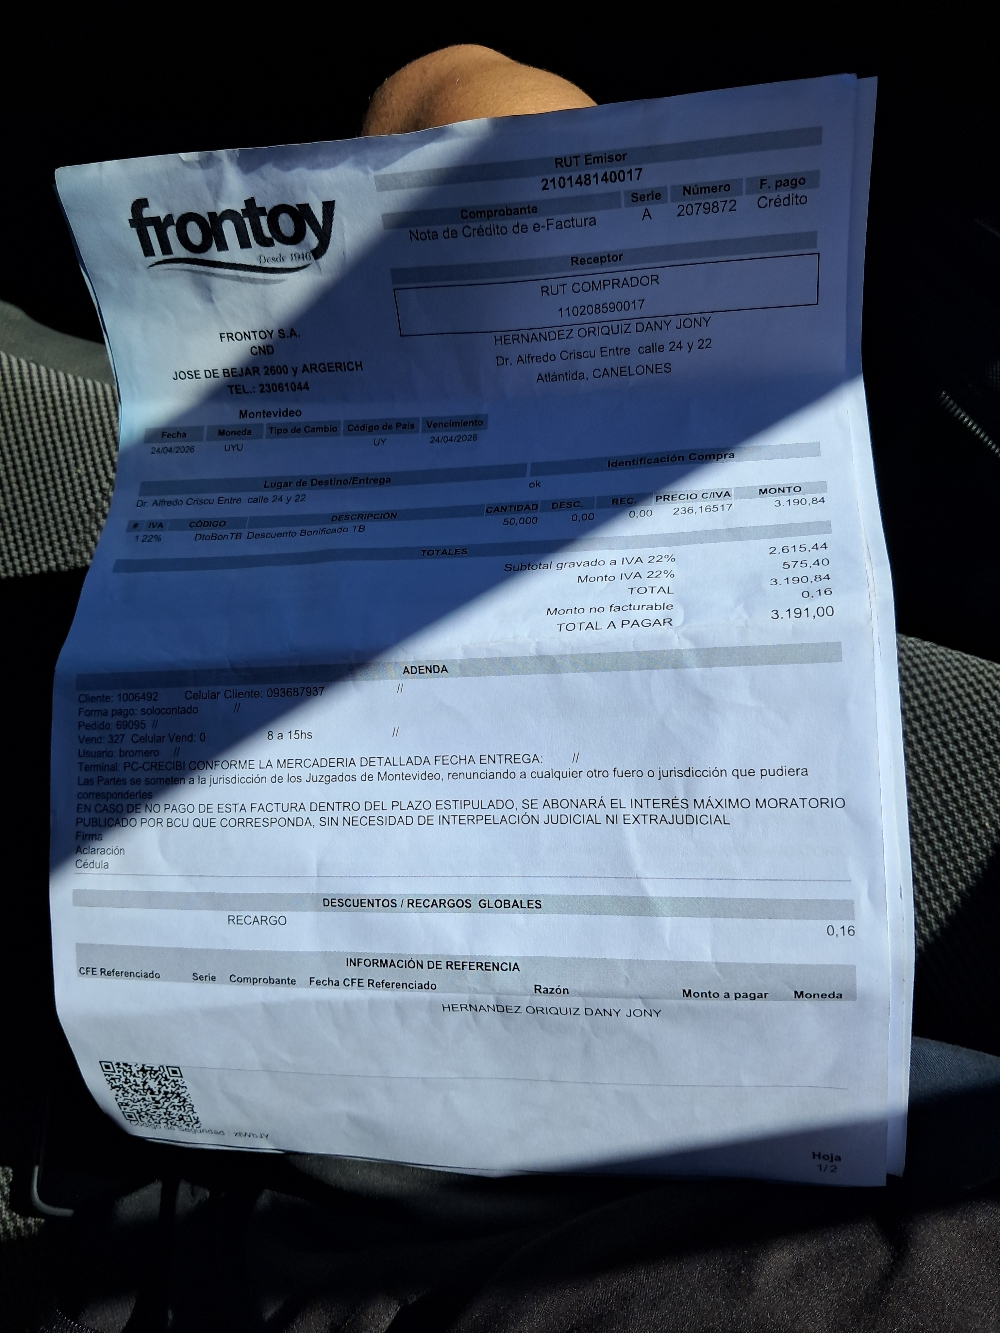 frontoy
Desde 1946
RUT Emisor
210148140017
Comprobante Serie Número F. pago
Nota de Crédito de e-Factura A 2079872 Crédito
Receptor
RUT COMPRADOR
110208590017
HERNANDEZ ORIQUIZ DANY JONY
Dr. Alfredo Criscu Entre calle 24 y 22
Atlántida, CANELONES
FRONTOY S.A.
CND
JOSE DE BEJAR 2600 y ARGERICH
TEL.: 23061044
Montevideo
Fecha Moneda Tipo de Cambio Código de País Vencimiento
24/04/2026 UYU UY 24/04/2026
Lugar de Destino/Entrega Identificación Compra
Dr. Alfredo Criscu Entre calle 24 y 22 ok
# IVA CÓDIGO DESCRIPCIÓN CANTIDAD DESC. REC. PRECIO C/IVA MONTO
1 22% DtoBonTB Descuento Bonificado TB 50,000 0,00 0,00 236,16517 3.190,84
TOTALES
Subtotal gravado a IVA 22% 2.615,44
Monto IVA 22% 575,40
TOTAL 3.190,84
Monto no facturable 0,16
TOTAL A PAGAR 3.191,00
ADENDA
Cliente: 1006492 Celular Cliente: 093687937 //
Forma pago: solocontado //
Pedido: 69095 //
Vend: 327 Celular Vend: 0 8 a 15hs //
Usuario: bromero //
Terminal: PC-CRECIBI CONFORME LA MERCADERIA DETALLADA FECHA ENTREGA: //
Las Partes se someten a la jurisdicción de los Juzgados de Montevideo, renunciando a cualquier otro fuero o jurisdicción que pudiera
corresponderles
EN CASO DE NO PAGO DE ESTA FACTURA DENTRO DEL PLAZO ESTIPULADO, SE ABONARÁ EL INTERÉS MÁXIMO MORATORIO
PUBLICADO POR BCU QUE CORRESPONDA, SIN NECESIDAD DE INTERPELACIÓN JUDICIAL NI EXTRAJUDICIAL
Firma
Aclaración
Cédula
DESCUENTOS / RECARGOS GLOBALES
RECARGO 0,16
INFORMACIÓN DE REFERENCIA
CFE Referenciado Serie Comprobante Fecha CFE Referenciado Razón Monto a pagar Moneda
HERNANDEZ ORIQUIZ DANY JONY
Código de Seguridad :
Hoja
1/2